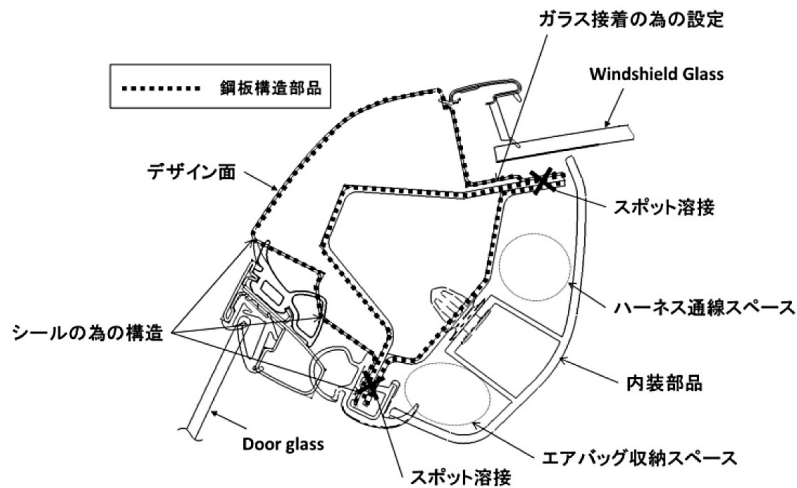 ガラス接着の為の設定
Windshield Glass
鋼板構造部品
デザイン面
スポット溶接
ハーネス通線スペース
シールの為の構造
内装部品
Door glass
エアバッグ収納スペース
スポット溶接